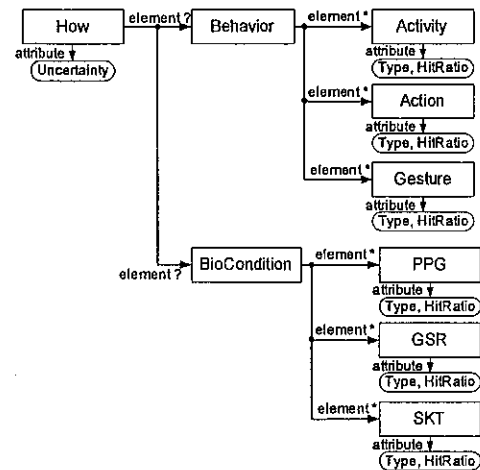 How
element ?
Behavior
element *
Activity
attribute
Uncertainty
attribute
Type, HitRatio
element *
Action
attribute
Type, HitRatio
element *
Gesture
attribute
Type, HitRatio
element ?
BioCondition
element *
PPG
attribute
Type, HitRatio
element *
GSR
attribute
Type, HitRatio
element *
SKT
attribute
Type, HitRatio